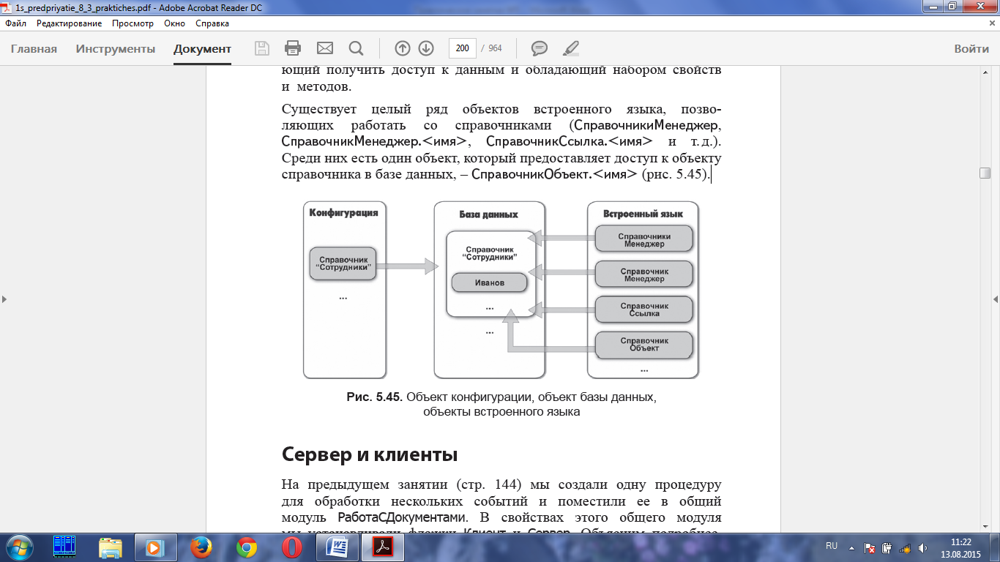 1s_predpriyatie_8_3_praktiches.pdf - Adobe Acrobat Reader DC
Файл Редактирование Просмотр Окно Справка
Главная Инструменты Документ 200 / 964 Войти
ющий получить доступ к данным и обладающий набором свойств
и методов.
Существует целый ряд объектов встроенного языка, позво-
ляющих работать со справочниками (СправочникиМенеджер,
СправочникМенеджер.<имя>, СправочникСсылка.<имя> и т. д.).
Среди них есть один объект, который предоставляет доступ к объекту
справочника в базе данных, – СправочникОбъект.<имя> (рис. 5.45).
Конфигурация
Справочник
“Сотрудники”
...
База данных
Справочник
“Сотрудники”
Иванов
...
...
Встроенный язык
Справочники
Менеджер
Справочник
Менеджер
Справочник
Ссылка
Справочник
Объект
...
Рис. 5.45. Объект конфигурации, объект базы данных,
объекты встроенного языка
Сервер и клиенты
На предыдущем занятии (стр. 144) мы создали одну процедуру
для обработки нескольких событий и поместили ее в общий
модуль РаботаСДокументами. В свойствах этого общего модуля
мы устанавливали флажки Клиент и Сервер. Объясним подробнее,
RU 11:22
13.08.2015